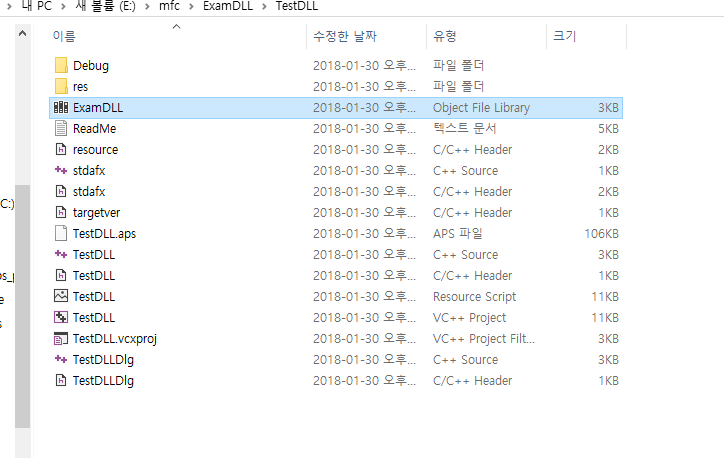 > 내 PC > 새 볼륨 (E:) > mfc > ExamDLL > TestDLL
이름 수정한 날짜 유형 크기
Debug 2018-01-30 오후... 파일 폴더
res 2018-01-30 오후... 파일 폴더
ExamDLL 2018-01-30 오후... Object File Library 3KB
ReadMe 2018-01-30 오후... 텍스트 문서 5KB
resource 2018-01-30 오후... C/C++ Header 2KB
stdafx 2018-01-30 오후... C++ Source 1KB
stdafx 2018-01-30 오후... C/C++ Header 2KB
C:) targetver 2018-01-30 오후... C/C++ Header 1KB
TestDLL.aps 2018-01-30 오후... APS 파일 106KB
TestDLL 2018-01-30 오후... C++ Source 3KB
TestDLL 2018-01-30 오후... C/C++ Header 1KB
TestDLL 2018-01-30 오후... Resource Script 11KB
TestDLL 2018-01-30 오후... VC++ Project 11KB
TestDLL.vcxproj 2018-01-30 오후... VC++ Project Filt... 3KB
TestDLLDlg 2018-01-30 오후... C++ Source 3KB
TestDLLDlg 2018-01-30 오후... C/C++ Header 1KB